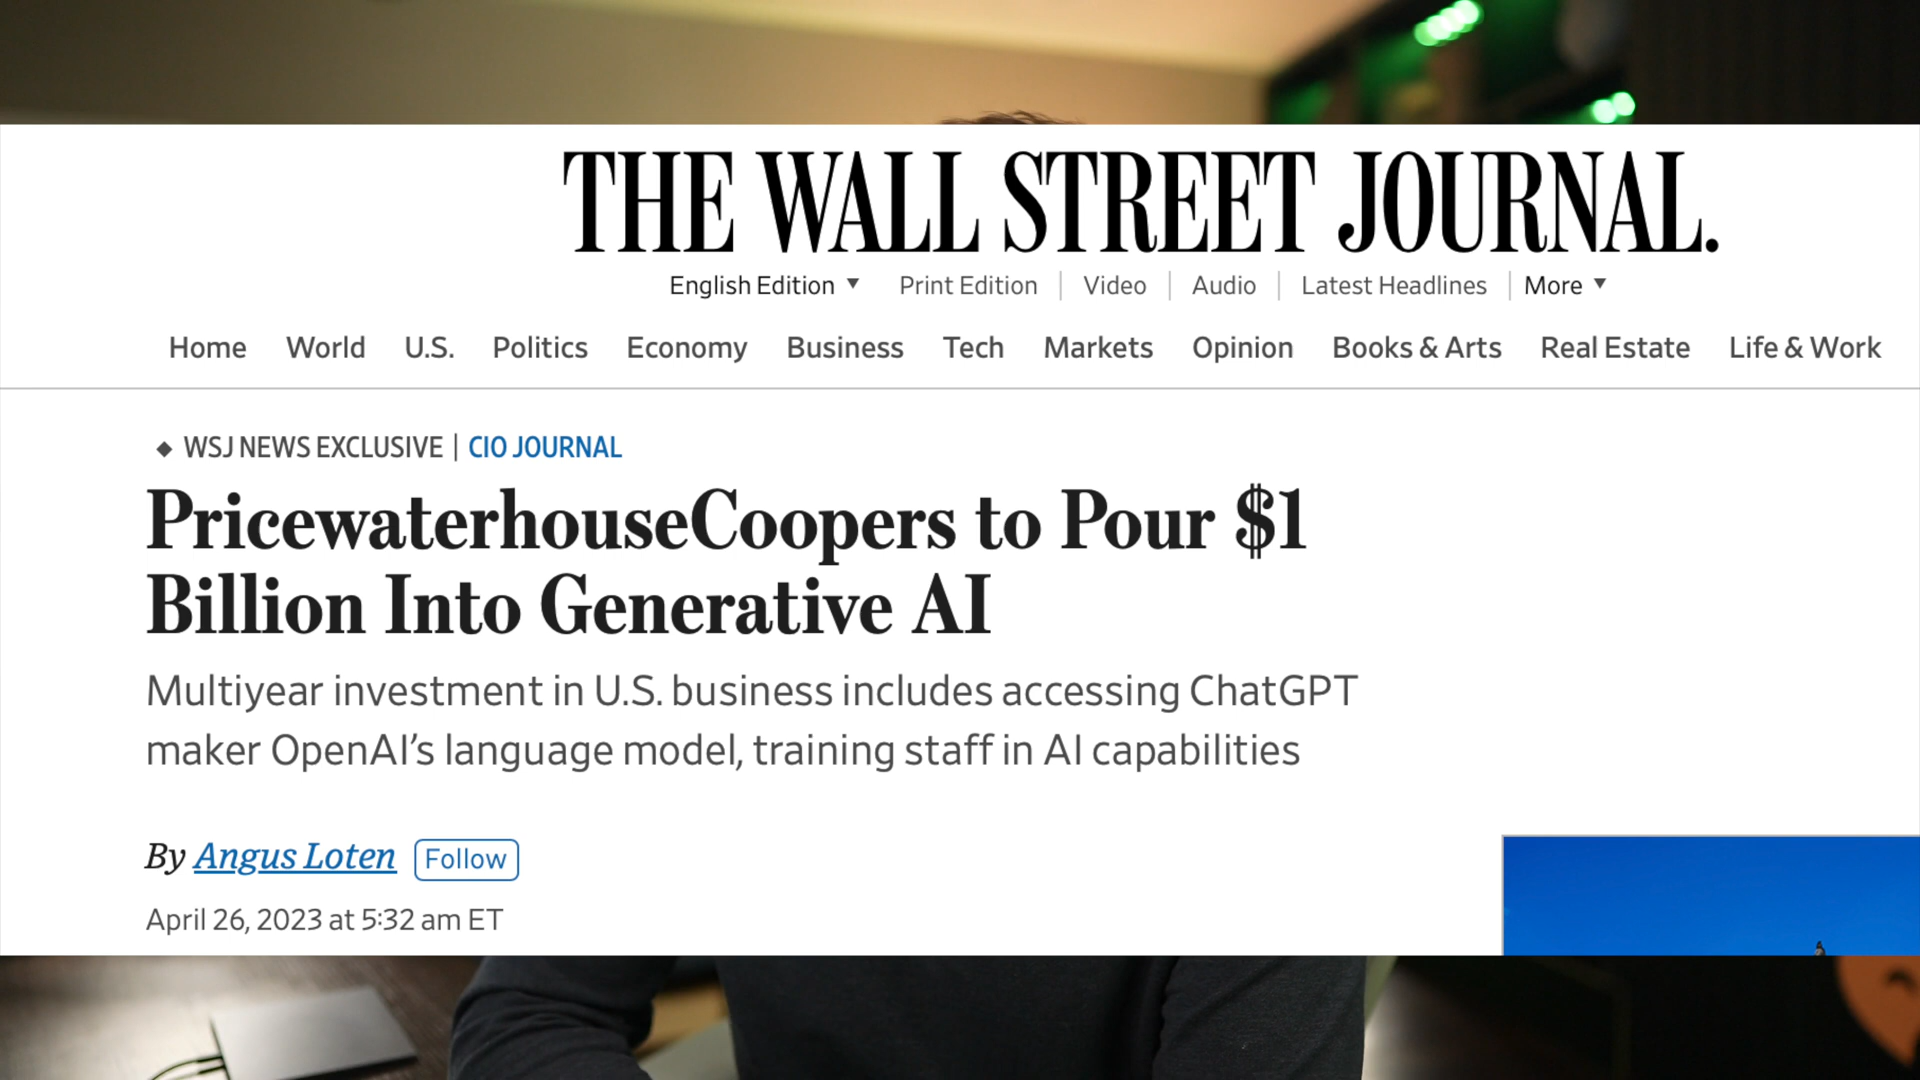 THE WALL STREET JOURNAL.
English Edition ▼ Print Edition | Video | Audio | Latest Headlines | More ▼
Home World U.S. Politics Economy Business Tech Markets Opinion Books & Arts Real Estate Life & Work
◆ WSJ NEWS EXCLUSIVE | CIO JOURNAL
PricewaterhouseCoopers to Pour $1
Billion Into Generative AI
Multiyear investment in U.S. business includes accessing ChatGPT
maker OpenAI’s language model, training staff in AI capabilities
By Angus Loten Follow
April 26, 2023 at 5:32 am ET